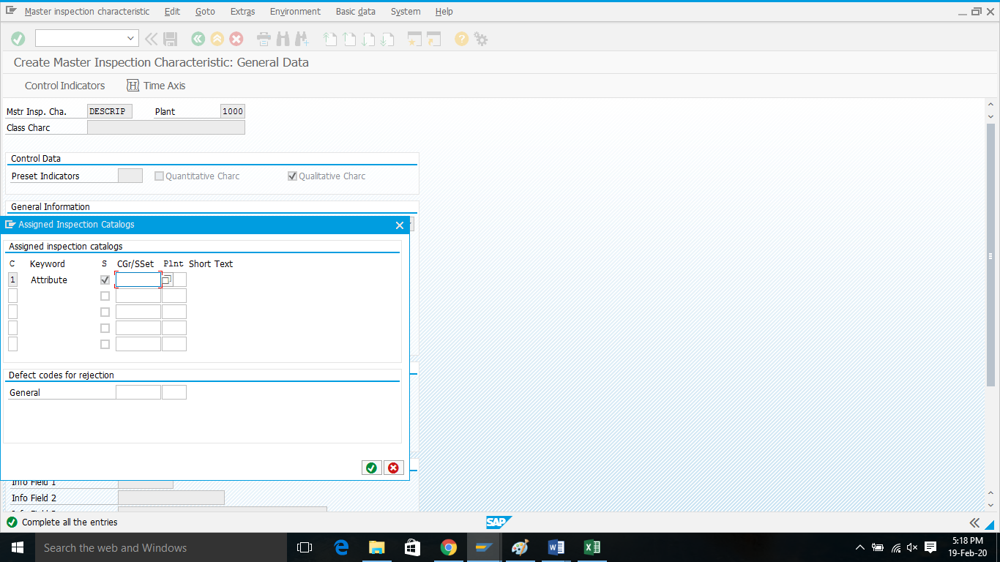 Master inspection characteristic Edit Goto Extras Environment Basic data System Help
Create Master Inspection Characteristic: General Data
Control Indicators Time Axis
Mstr Insp. Cha. DESCRIP Plant 1000
Class Charc
Control Data
Preset Indicators Quantitative Charc Qualitative Charc
General Information
Assigned Inspection Catalogs
Assigned inspection catalogs
C Keyword S CGr/SSet Plnt Short Text
1 Attribute
Defect codes for rejection
General
Info Field 1
Info Field 2
Complete all the entries SAP
Search the web and Windows
5:18 PM
19-Feb-20